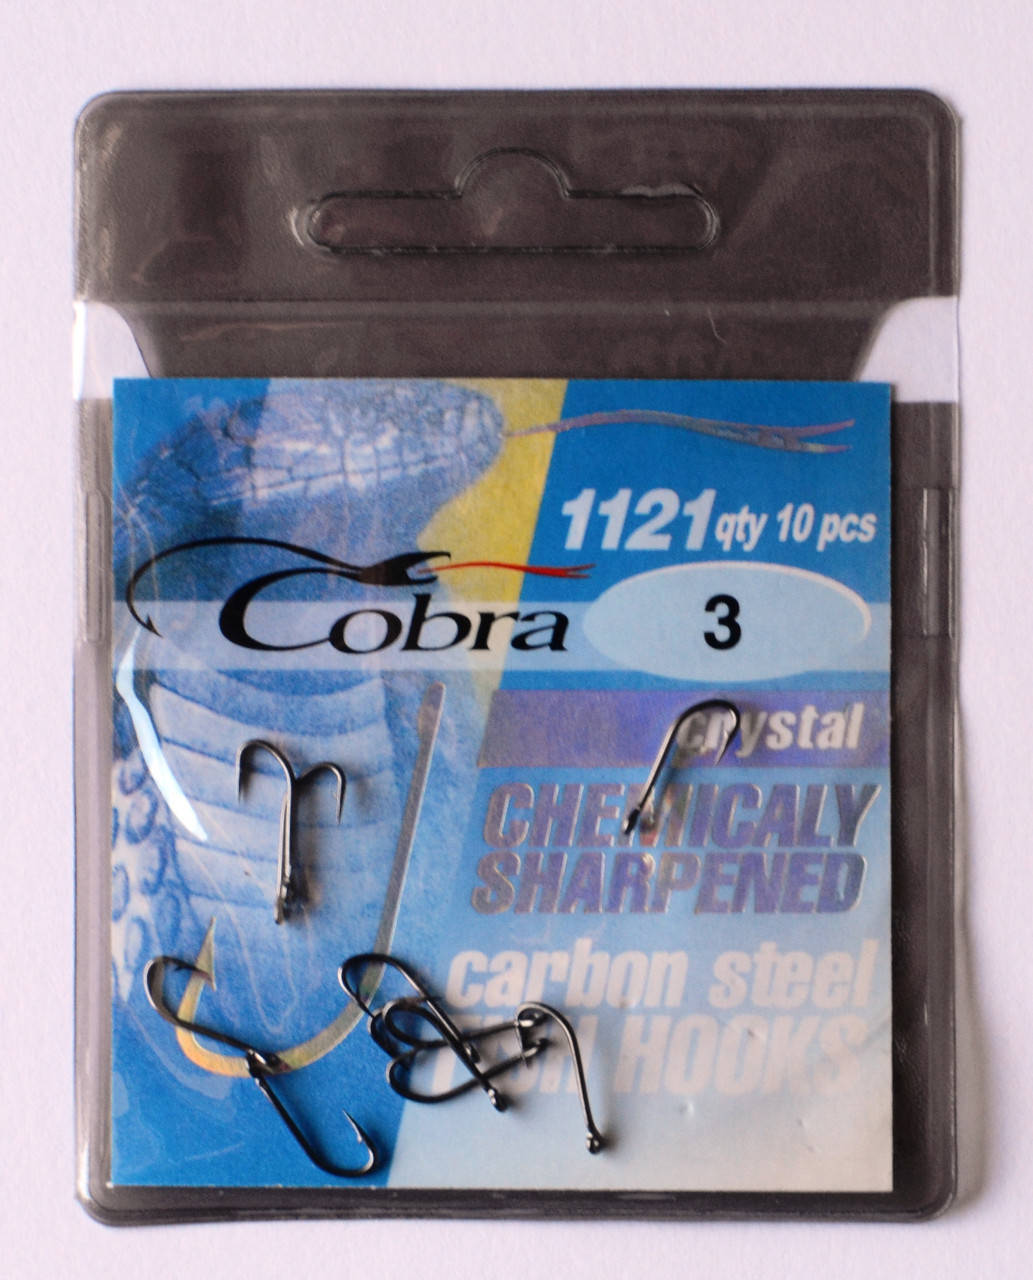 1121 qty 10 pcs
Cobra
3
crystal
CHEMICALY
SHARPENED
carbon steel
FISH HOOKS